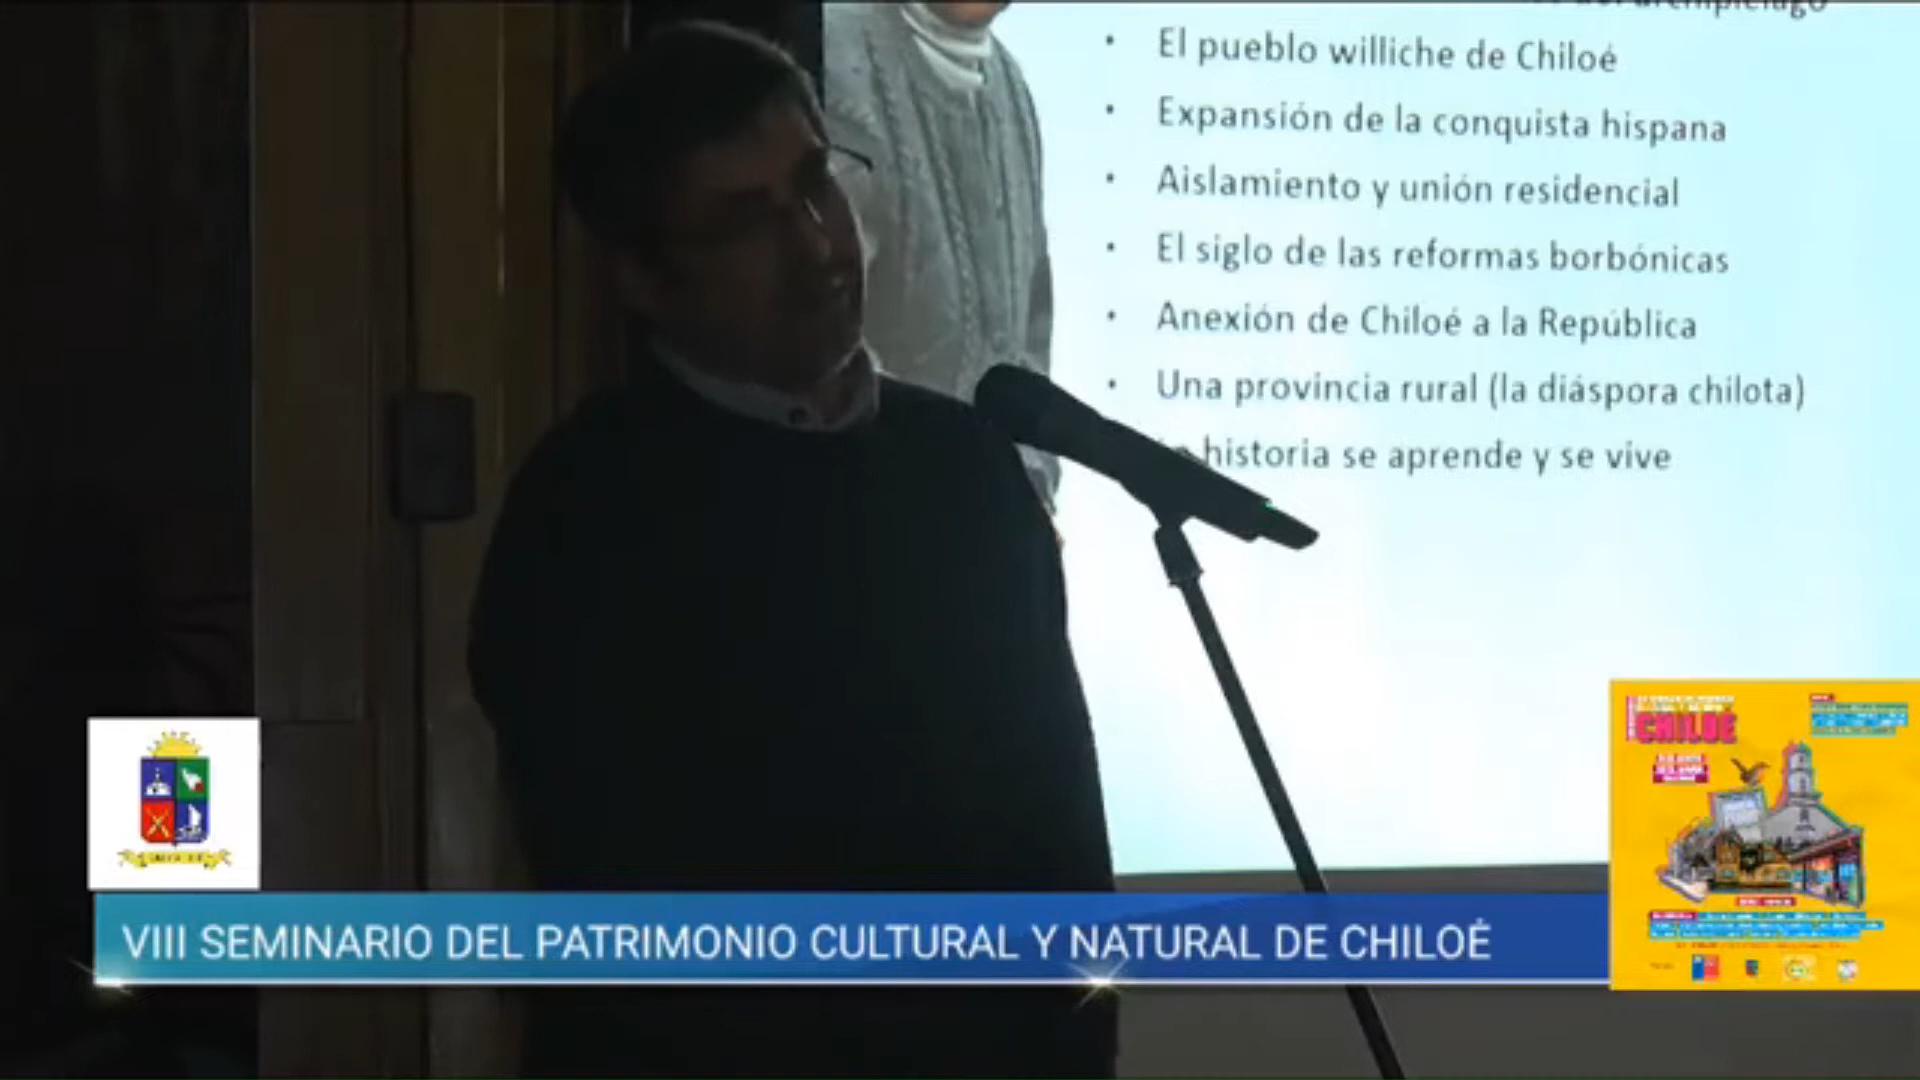 archipiélago
El pueblo williche de Chiloé
Expansión de la conquista hispana
Aislamiento y unión residencial
El siglo de las reformas borbónicas
Anexión de Chiloé a la República
Una provincia rural (la diáspora chilota)
historia se aprende y se vive
CHILOÉ
VIII SEMINARIO DEL PATRIMONIO CULTURAL Y NATURAL DE CHILOÉ